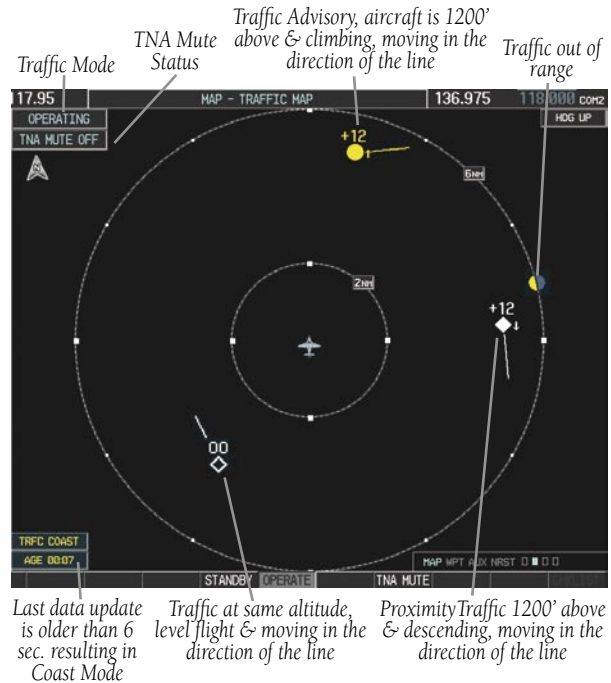 Traffic Advisory, aircraft is 1200'
above & climbing, moving in the
direction of the line
TNA Mute
Status
Traffic Mode
Traffic out of
range
117.95
MAP - TRAFFIC MAP
136.975
118.000 COM2
OPERATING
TNA MUTE OFF
HDG UP
N
+12
6NM
2NM
+12
00
TRFC COAST
AGE 00:07
MAP WPT AUX NRST
STANDBY
OPERATE
TNA MUTE
CHKLIST
Last data update
is older than 6
sec. resulting in
Coast Mode
Traffic at same altitude,
level flight & moving in the
direction of the line
ProximityTraffic 1200' above
& descending, moving in the
direction of the line